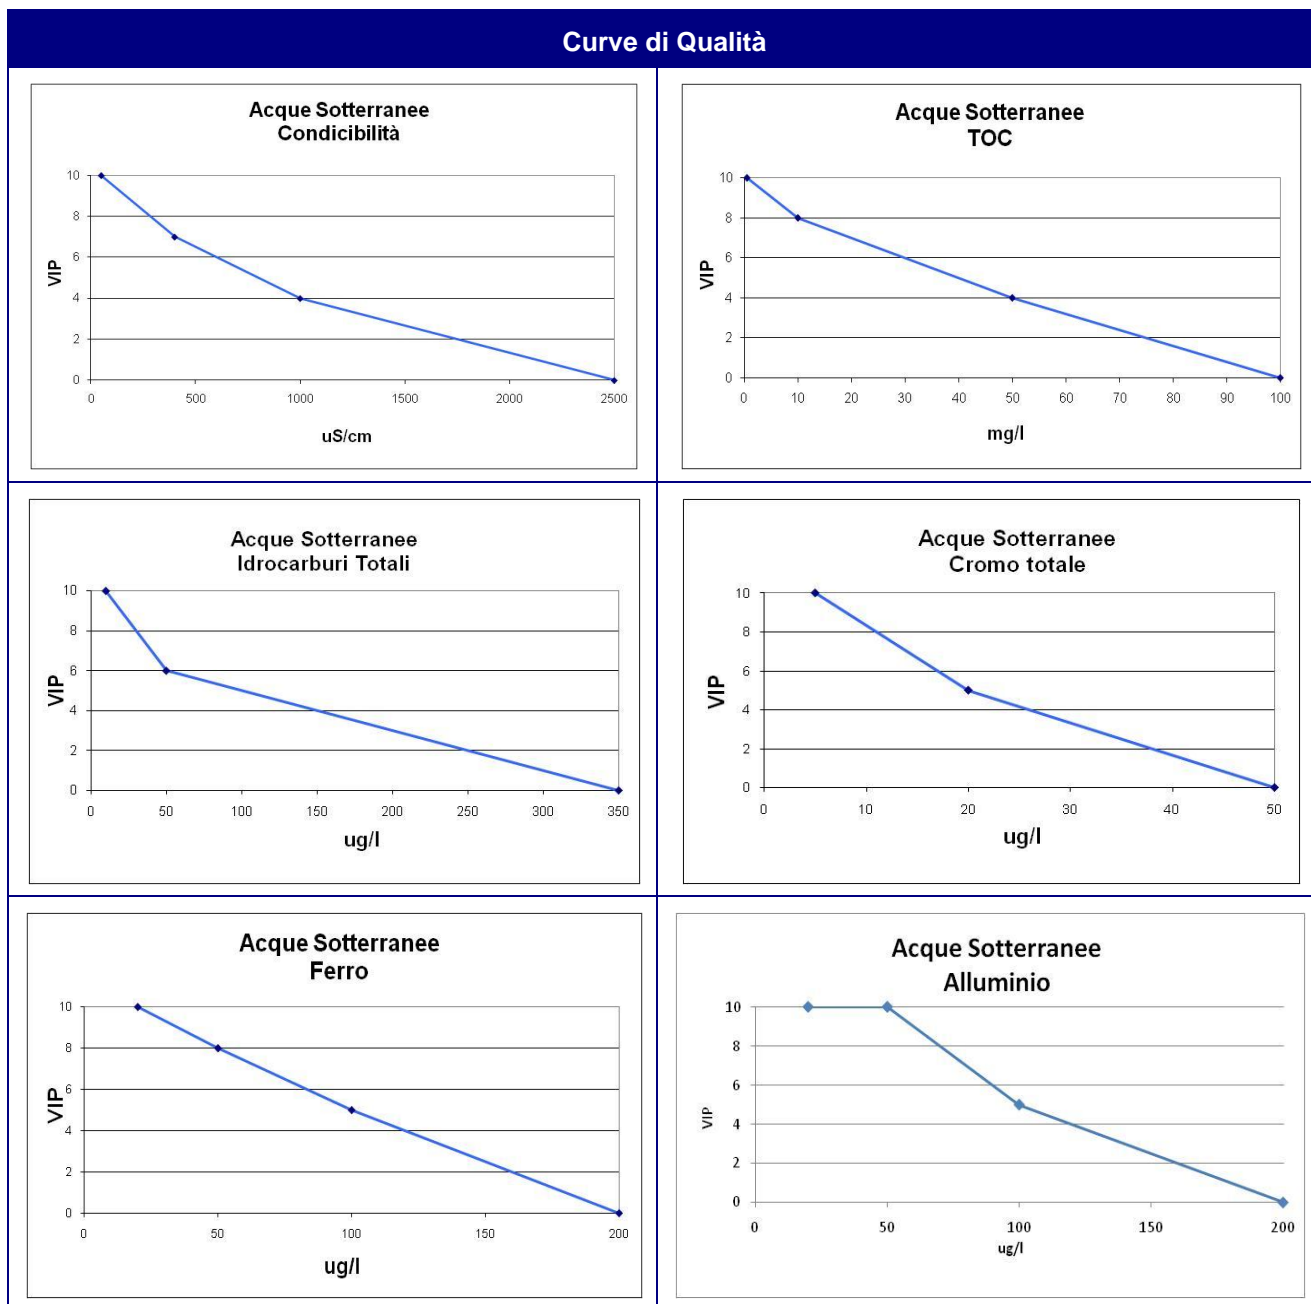 Curve di Qualità
Acque Sotterranee
Condicibilità
10
8
6
4
2
0
VIP
0 500 1000 1500 2000 2500
uS/cm
Acque Sotterranee
TOC
10
8
6
4
2
0
VIP
0 10 20 30 40 50 60 70 80 90 100
mg/l
Acque Sotterranee
Idrocarburi Totali
10
8
6
4
2
0
VIP
0 50 100 150 200 250 300 350
ug/l
Acque Sotterranee
Cromo totale
10
8
6
4
2
0
VIP
0 10 20 30 40 50
ug/l
Acque Sotterranee
Ferro
10
8
6
4
2
0
VIP
0 50 100 150 200
ug/l
Acque Sotterranee
Alluminio
10
8
6
4
2
0
VIP
0 50 100 150 200
ug/l